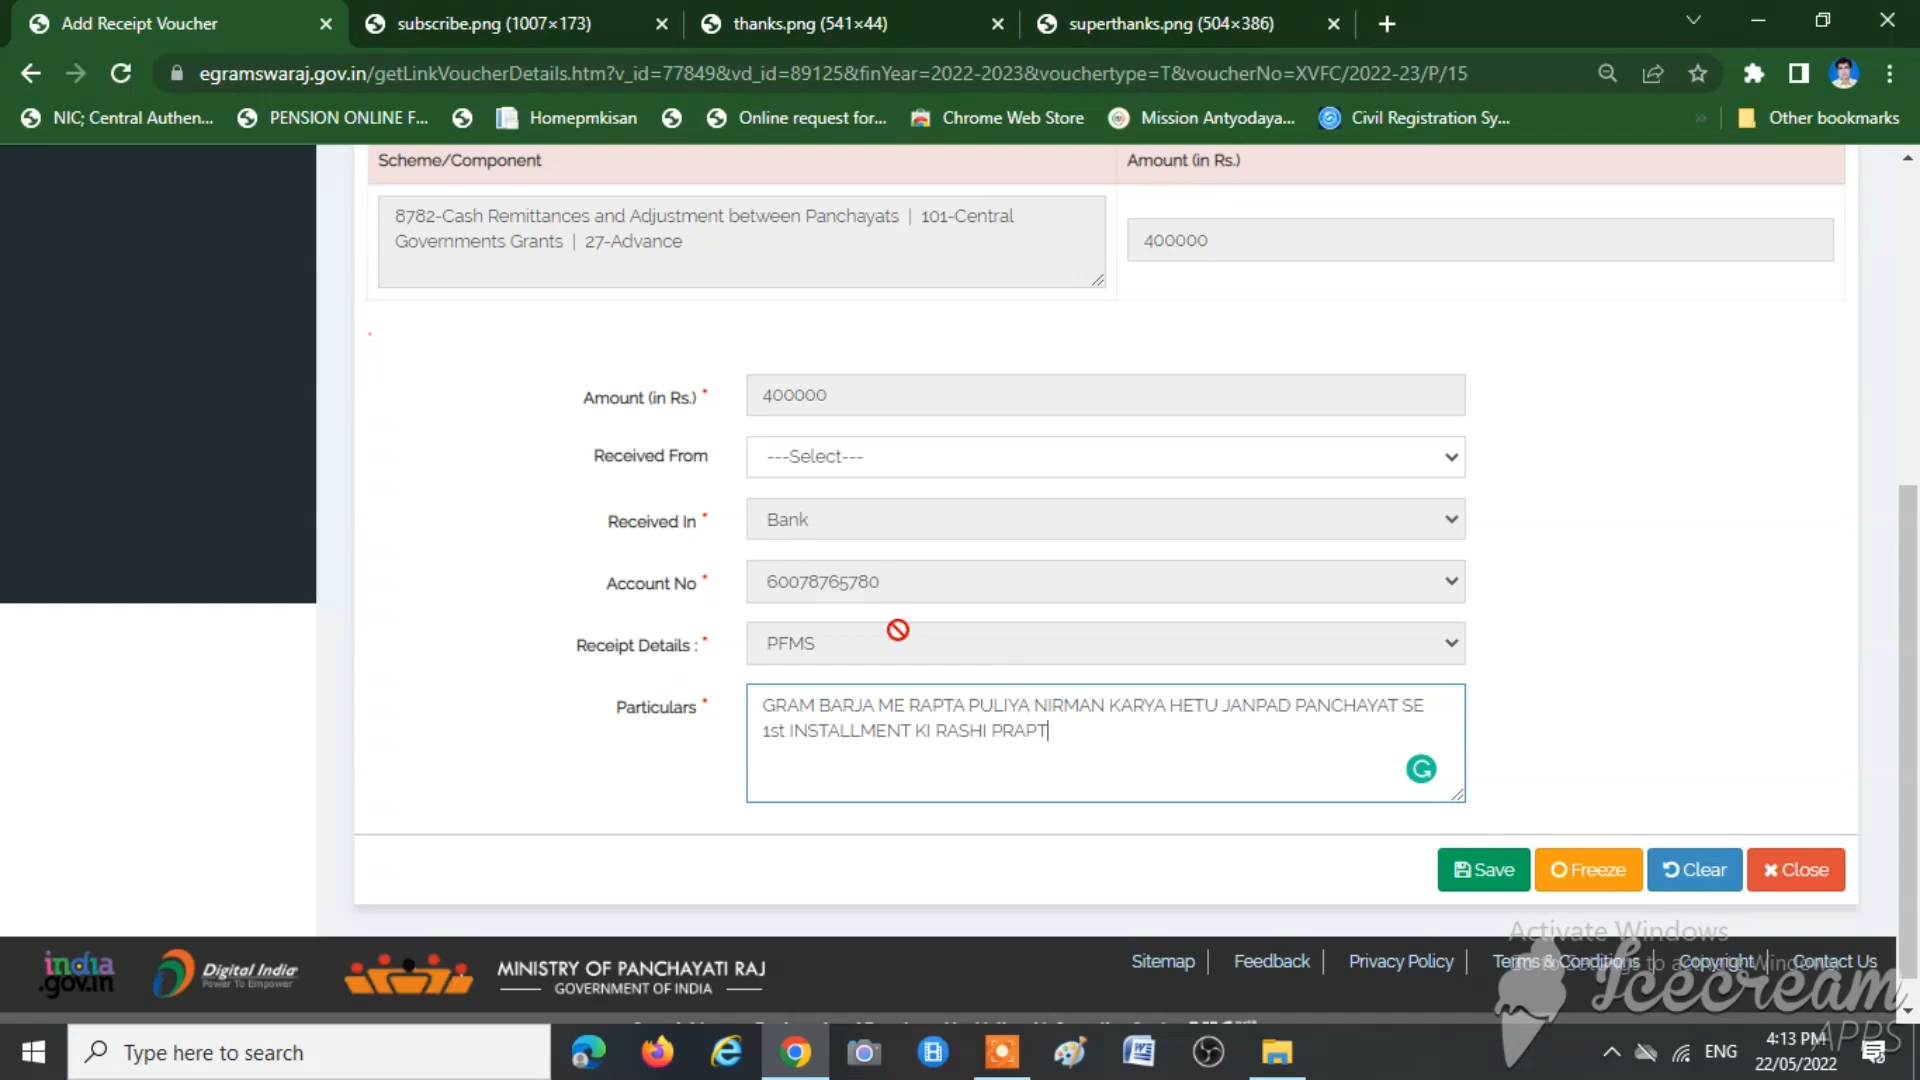 Add Receipt Voucher
subscribe.png (1007×173)
thanks.png (541×44)
superthanks.png (504×386)
egramswaraj.gov.in/getLinkVoucherDetails.htm?v_id=77849&vd_id=89125&finYear=2022-2023&vouchertype=T&voucherNo=XVFC/2022-23/P/15
NIC; Central Authen...
PENSION ONLINE F...
Homepmkisan
Online request for...
Chrome Web Store
Mission Antyodaya...
Civil Registration Sy...
Other bookmarks
Scheme/Component
Amount (in Rs.)
8782-Cash Remittances and Adjustment between Panchayats | 101-Central
Governments Grants | 27-Advance
400000
Amount (in Rs.) *
400000
Received From
---Select---
Received In *
Bank
Account No *
60078765780
Receipt Details : *
PFMS
Particulars *
GRAM BARJA ME RAPTA PULIYA NIRMAN KARYA HETU JANPAD PANCHAYAT SE
1st INSTALLMENT KI RASHI PRAPT
Save
Freeze
Clear
Close
Activate Windows
india
.gov.in
Digital India
Power To Empower
MINISTRY OF PANCHAYATI RAJ
GOVERNMENT OF INDIA
Sitemap
Feedback
Privacy Policy
Terms & Conditions
Copyright
Contact Us
Icecream
APPS
Type here to search
ENG
4:13 PM
22/05/2022